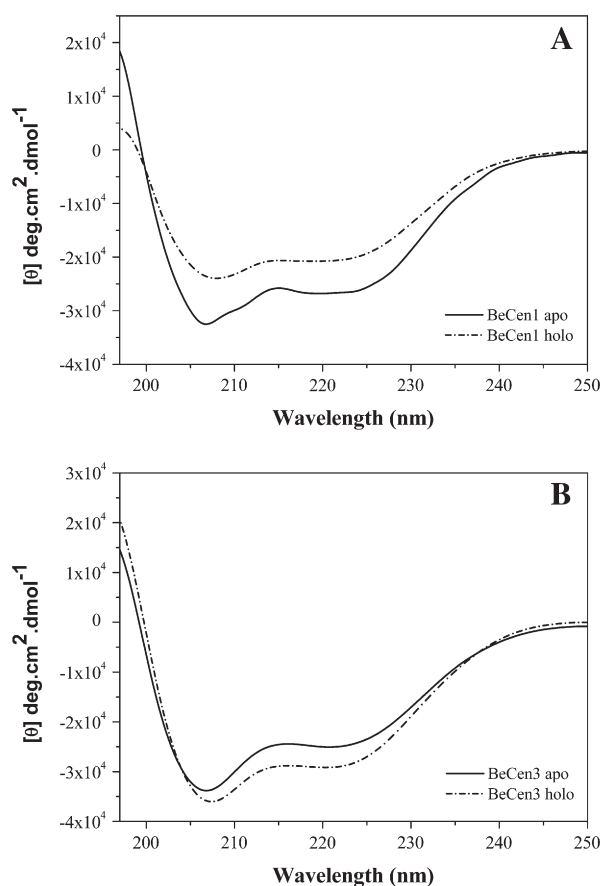 A
[θ] deg.cm².dmol⁻¹
2x10⁴
1x10⁴
0
-1x10⁴
-2x10⁴
-3x10⁴
-4x10⁴
BeCen1 apo
BeCen1 holo
200 210 220 230 240 250
Wavelength (nm)
B
[θ] deg.cm².dmol⁻¹
3x10⁴
2x10⁴
1x10⁴
0
-1x10⁴
-2x10⁴
-3x10⁴
-4x10⁴
BeCen3 apo
BeCen3 holo
200 210 220 230 240 250
Wavelength (nm)